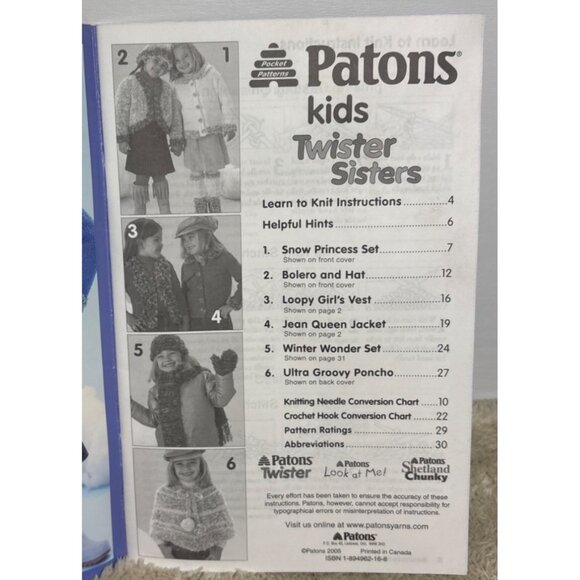 2
1
3
4
5
6
Pocket
Patterns
Patons®
kids
Twister
Sisters
Learn to Knit Instructions..............4
Helpful Hints..............................6
1. Snow Princess Set..................7
Shown on front cover
2. Bolero and Hat.....................12
Shown on front cover
3. Loopy Girl's Vest...................16
Shown on page 2
4. Jean Queen Jacket...............19
Shown on page 2
5. Winter Wonder Set................24
Shown on page 31
6. Ultra Groovy Poncho.............27
Shown on back cover
Knitting Needle Conversion Chart.....10
Crochet Hook Conversion Chart.......22
Pattern Ratings..........................29
Abbreviations............................30
Patons
Twister
Patons
Look at Me!
Patons
Shetland
Chunky
Every effort has been taken to ensure the accuracy of these
instructions. Patons, however, cannot accept responsibility for
typographical errors or misinterpretation of instructions.
Visit us online at www.patonsyarns.com
Patons
©Patons 2005 Printed in Canada
ISBN 1-894962-16-8